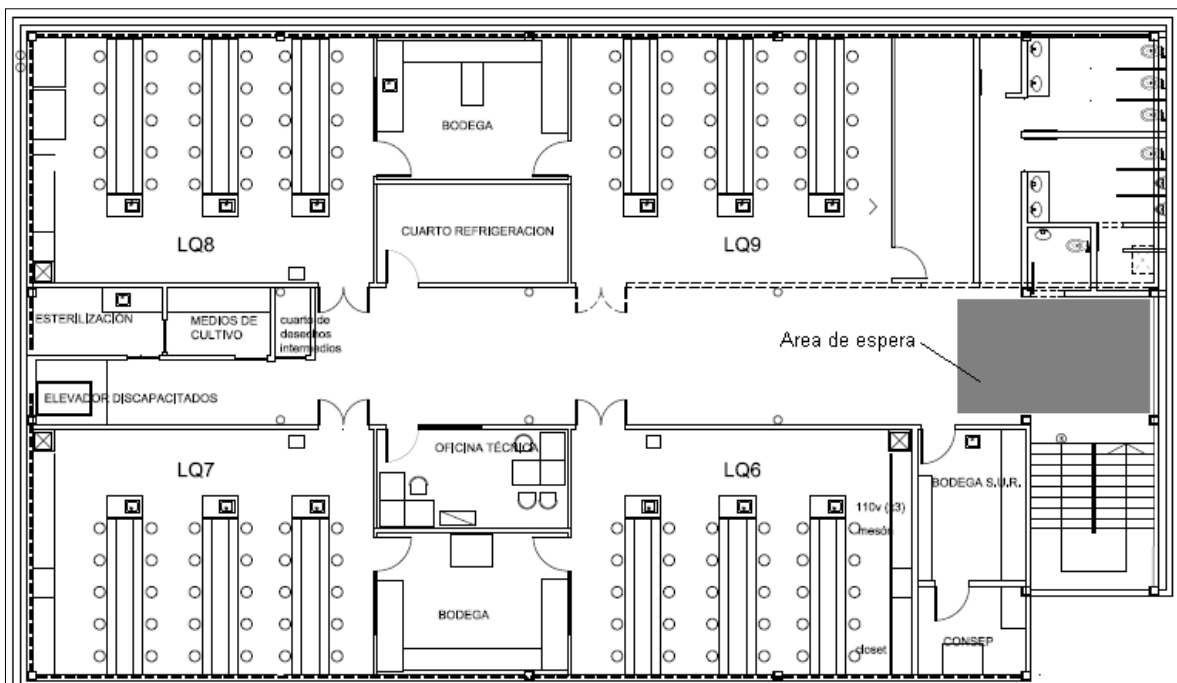 BODEGA
CUARTO REFRIGERACION
LQ8
LQ9
ESTERILIZACIÓN
MEDIOS DE
CULTIVO
cuarto de
desechos
intermedios
Area de espera
ELEVADOR DISCAPACITADOS
OFICINA TÉCNICA
LQ7
LQ6
BODEGA S.U.R.
110v (x3)
mesón
BODEGA
closet
CONSEP